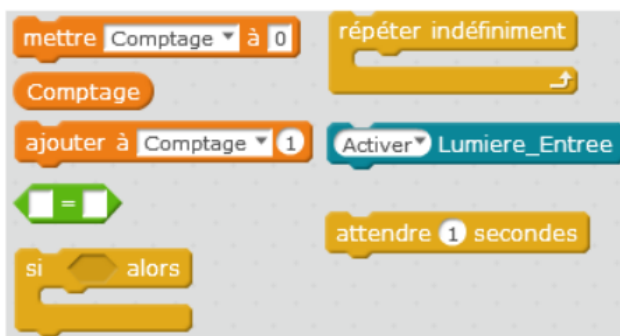 mettre Comptage à 0
Comptage
ajouter à Comptage 1
=
si alors
répéter indéfiniment
Activer Lumiere_Entree
attendre 1 secondes